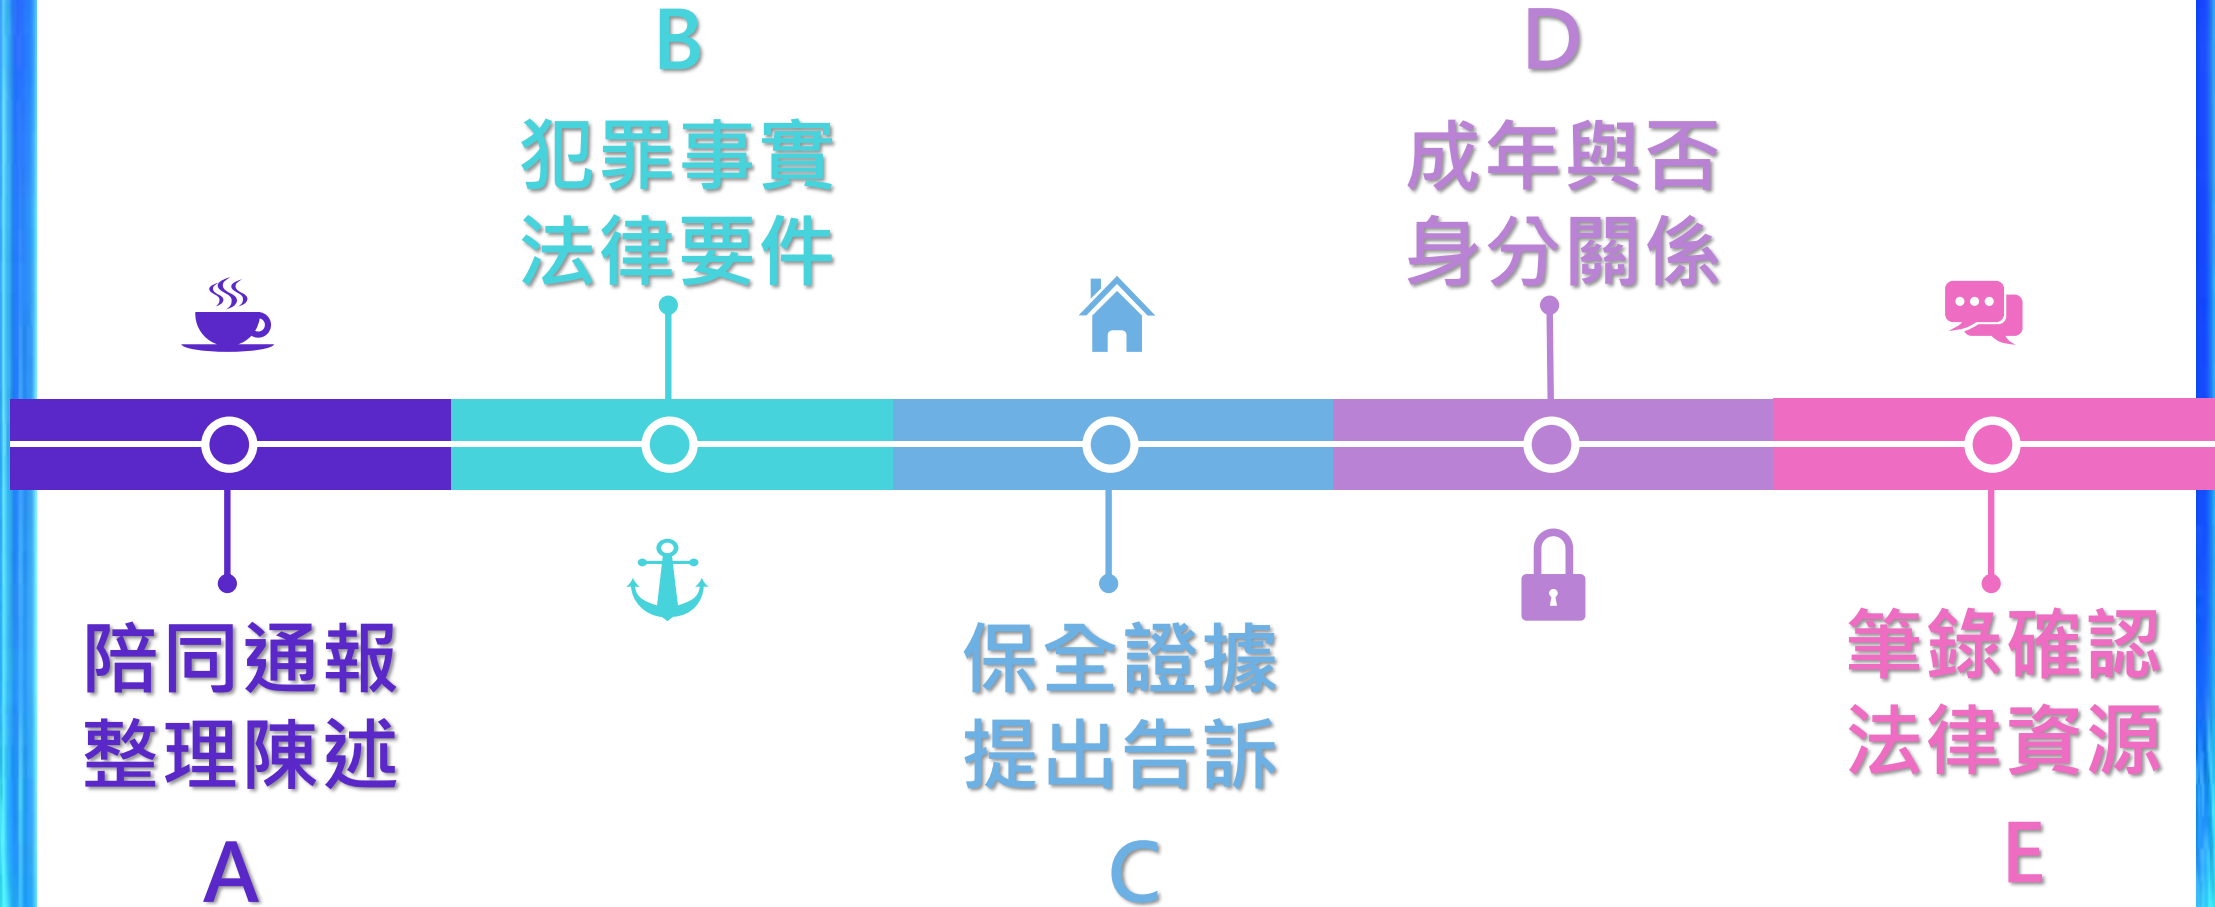 A
陪同通報
整理陳述
B
犯罪事實
法律要件
C
保全證據
提出告訴
D
成年與否
身分關係
E
筆錄確認
法律資源